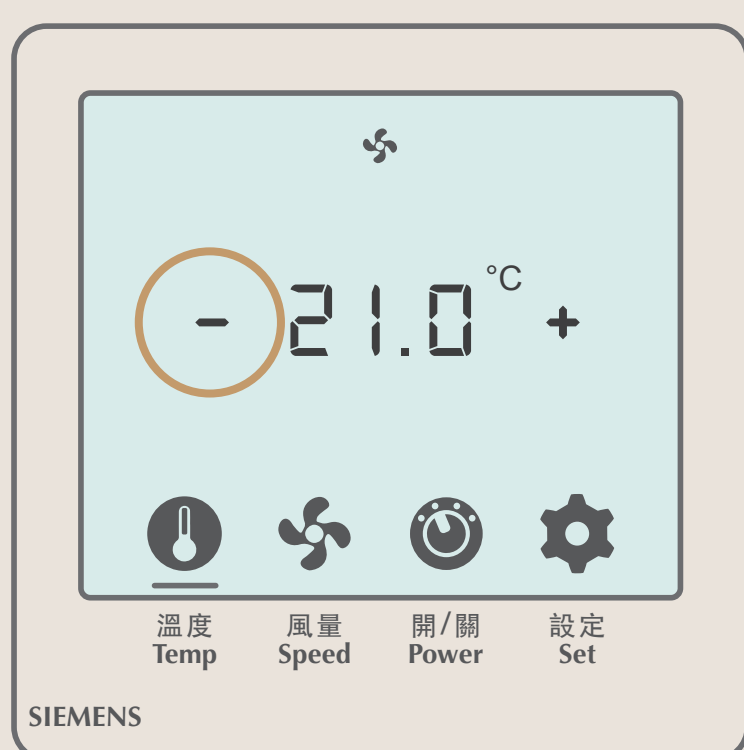 - 21.0 °C +
溫度 風量 開/關 設定
Temp Speed Power Set
SIEMENS